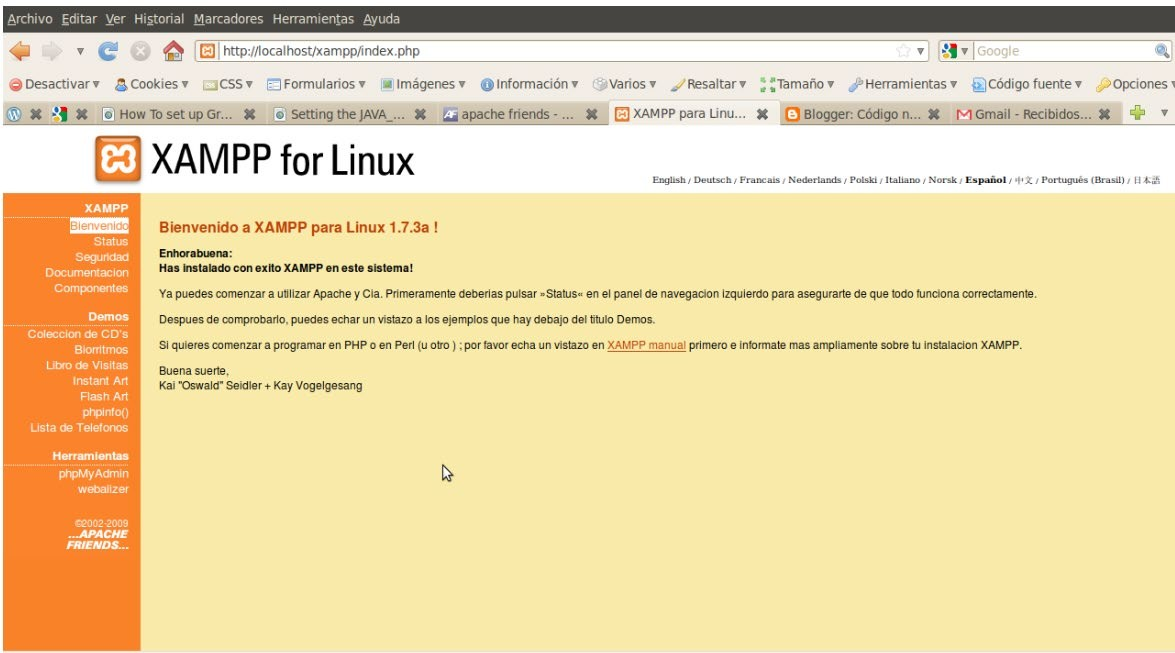 Archivo Editar Ver Historial Marcadores Herramientas Ayuda
http://localhost/xampp/index.php
Google
Desactivar Cookies CSS Formularios Imágenes Información Varios Resaltar Tamaño Herramientas Código fuente Opciones
How To set up Gr... Setting the JAVA_... apache friends - ... XAMPP para Linu... Blogger: Código n... Gmail - Recibidos...
XAMPP for Linux
English / Deutsch / Francais / Nederlands / Polski / Italiano / Norsk / Español / 中文 / Português (Brasil) / 日本語
XAMPP
Bienvenido
Status
Seguridad
Documentacion
Componentes
Demos
Coleccion de CD's
Biorritmos
Libro de Visitas
Instant Art
Flash Art
phpinfo()
Lista de Telefonos
Herramientas
phpMyAdmin
webalizer
©2002-2009
...APACHE
FRIENDS...
Bienvenido a XAMPP para Linux 1.7.3a !
Enhorabuena:
Has instalado con exito XAMPP en este sistema!
Ya puedes comenzar a utilizar Apache y Cia. Primeramente deberias pulsar »Status« en el panel de navegacion izquierdo para asegurarte de que todo funciona correctamente.
Despues de comprobarlo, puedes echar un vistazo a los ejemplos que hay debajo del titulo Demos.
Si quieres comenzar a programar en PHP o en Perl (u otro ) ; por favor echa un vistazo en XAMPP manual primero e informate mas ampliamente sobre tu instalacion XAMPP.
Buena suerte,
Kai "Oswald" Seidler + Kay Vogelgesang